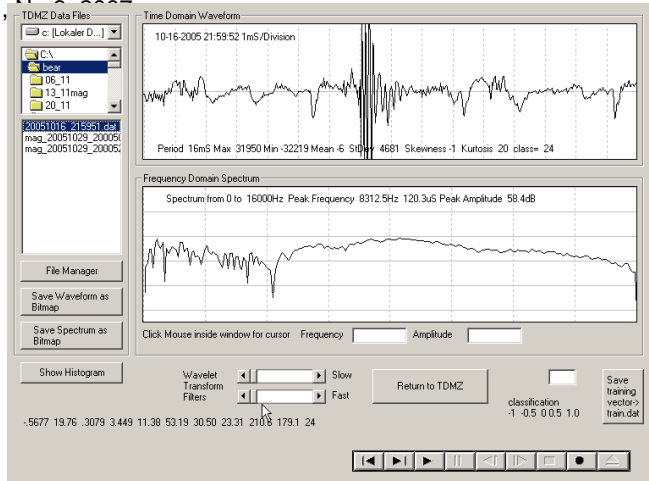 TDMZ Data Files
c: [Lokaler D...]
C:\
bear
06_11
13_11mag
20_11
20051016_215951.dat
mag_20051029_20050
mag_20051029_20052
File Manager
Save Waveform as
Bitmap
Save Spectrum as
Bitmap
Show Histogram
Time Domain Waveform
10-16-2005 21:59:52 1mS/Division
Period 16mS Max 31950 Min -32219 Mean -6 StDev 4681 Skewness -1 Kurtosis 20 class= 24
Frequency Domain Spectrum
Spectrum from 0 to 16000Hz Peak Frequency 8312.5Hz 120.3uS Peak Amplitude 58.4dB
Click Mouse inside window for cursor Frequency Amplitude
Wavelet
Transform
Filters
Slow
Fast
Return to TDMZ
classification
-1 -0.5 0 0.5 1.0
Save
training
vector->
train.dat
-.5677 19.76 .3079 3.449 11.38 53.19 30.50 23.31 210.6 179.1 24